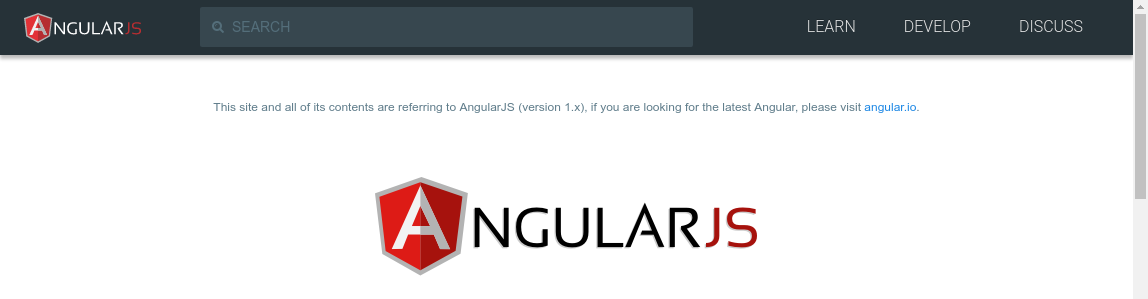 ANGULARJS SEARCH LEARN DEVELOP DISCUSS
This site and all of its contents are referring to AngularJS (version 1.x), if you are looking for the latest Angular, please visit angular.io.
ANGULARJS